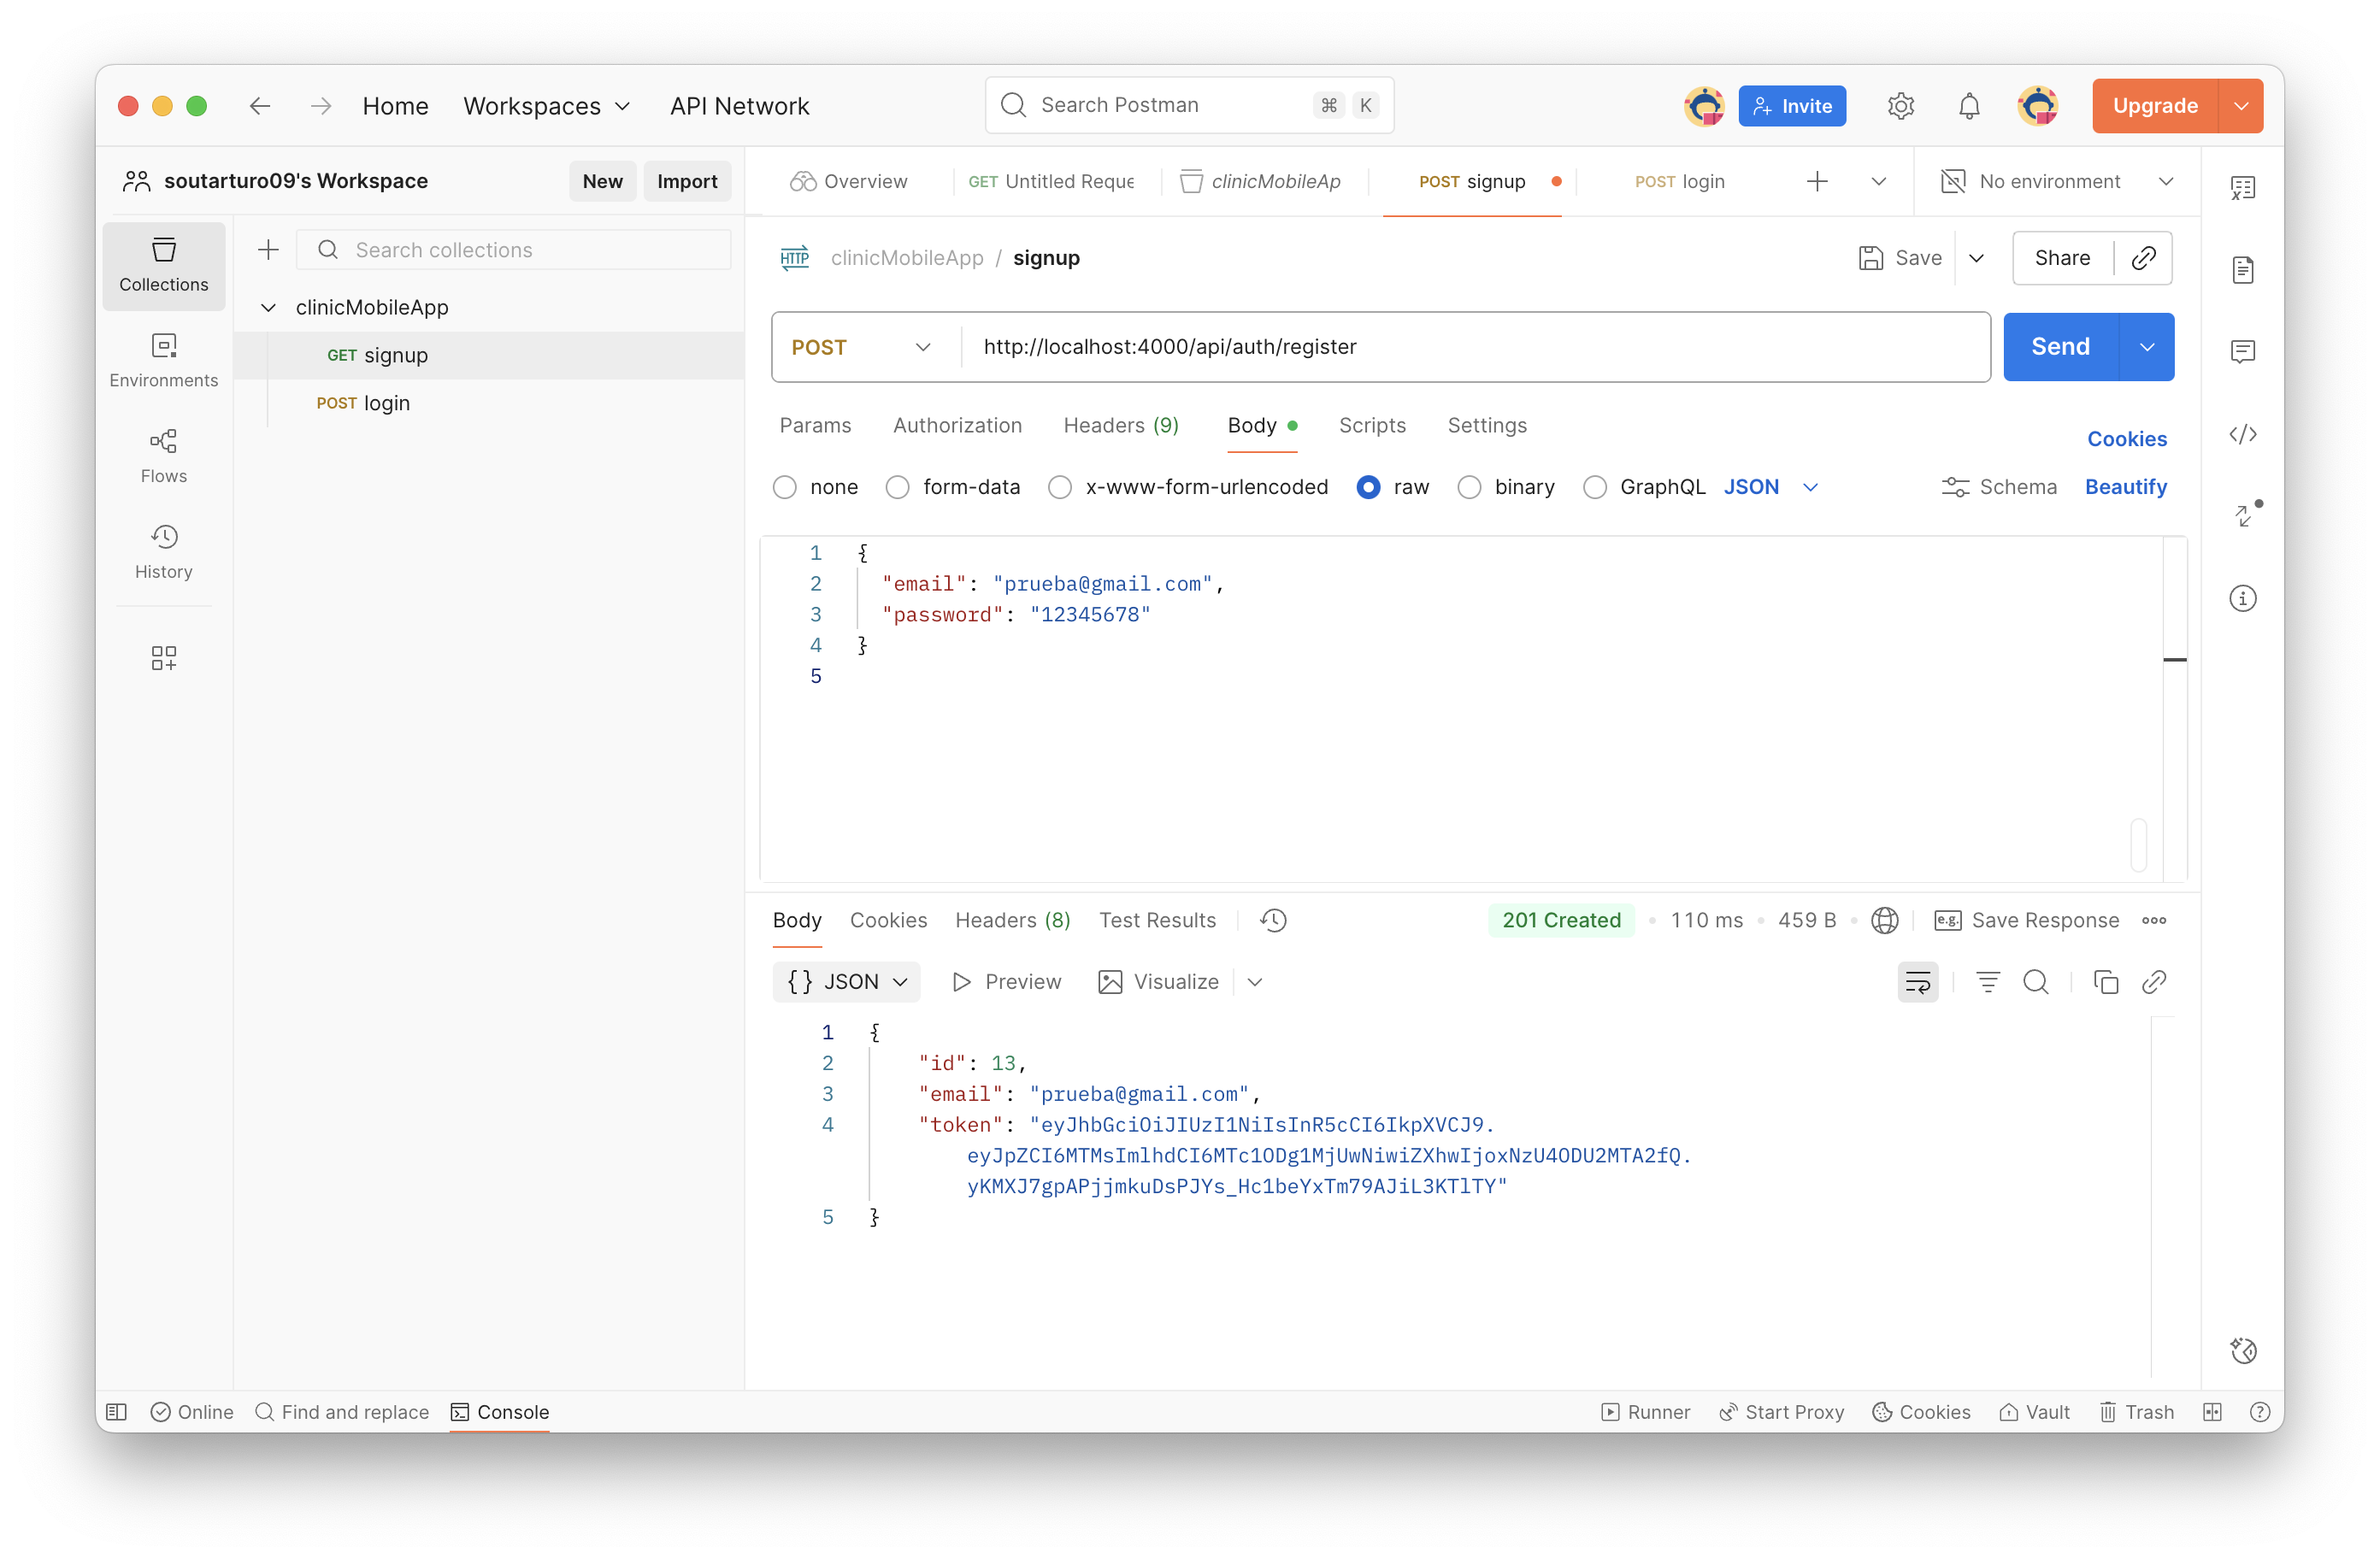 Home
Workspaces
API Network
Search Postman
⌘ K
Invite
Upgrade
soutarturo09's Workspace
New
Import
Overview
GET Untitled Reque
clinicMobileAp
POST signup
POST login
No environment
Collections
Environments
Flows
History
Search collections
clinicMobileApp
GET signup
POST login
HTTP
clinicMobileApp / signup
Save
Share
POST
http://localhost:4000/api/auth/register
Send
Params
Authorization
Headers (9)
Body
Scripts
Settings
Cookies
none
form-data
x-www-form-urlencoded
raw
binary
GraphQL
JSON
Schema
Beautify
1 {
2 "email": "prueba@gmail.com",
3 "password": "12345678"
4 }
5
Body
Cookies
Headers (8)
Test Results
201 Created
110 ms
459 B
e.g.
Save Response
{} JSON
Preview
Visualize
1 {
2 "id": 13,
3 "email": "prueba@gmail.com",
4 "token": "eyJhbGciOiJIUzI1NiIsInR5cCI6IkpXVCJ9.
eyJpZCI6MTMsImlhdCI6MTc1ODg1MjUwNiwiZXhwIjoxNzU4ODU2MTA2fQ.
yKMXJ7gpAPjjmkuDsPJYs_Hc1beYxTm79AJiL3KTlTY"
5 }
Online
Find and replace
Console
Runner
Start Proxy
Cookies
Vault
Trash